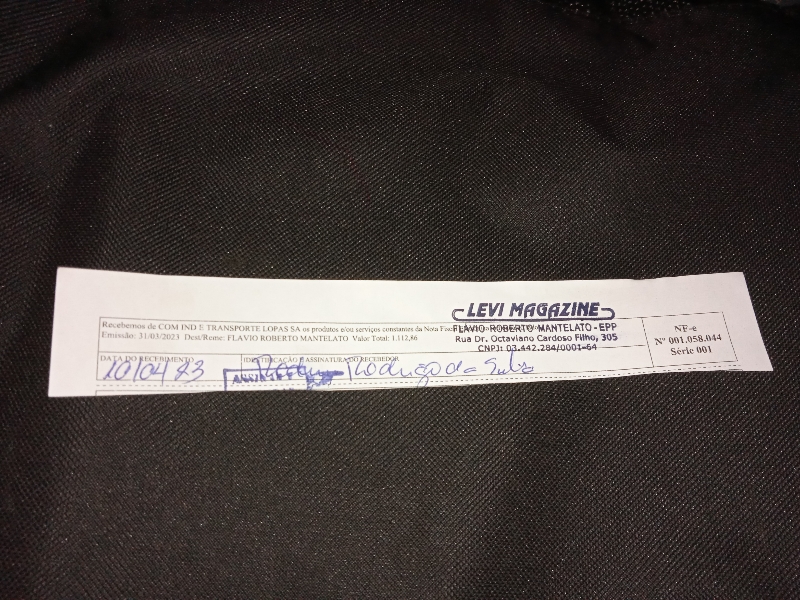 LEVI MAGAZINE
Recebemos de COM IND E TRANSPORTE LOPAS SA os produtos e/ou serviços constantes da Nota
Emissão: 31/03/2023 Dest/Reme: FLAVIO ROBERTO MANTELATO Valor Total: 1.112,86
FLAVIO ROBERTO MANTELATO - EPP
Rua Dr. Octaviano Cardoso Filho, 305
CNPJ: 03.442.284/0001-64
NF-e
Nº 001.058.044
Série 001
DATA DO RECEBIMENTO
IDENTIFICAÇÃO E ASSINATURA DO RECEBEDOR
10/04/23
Rodrigo da Silva